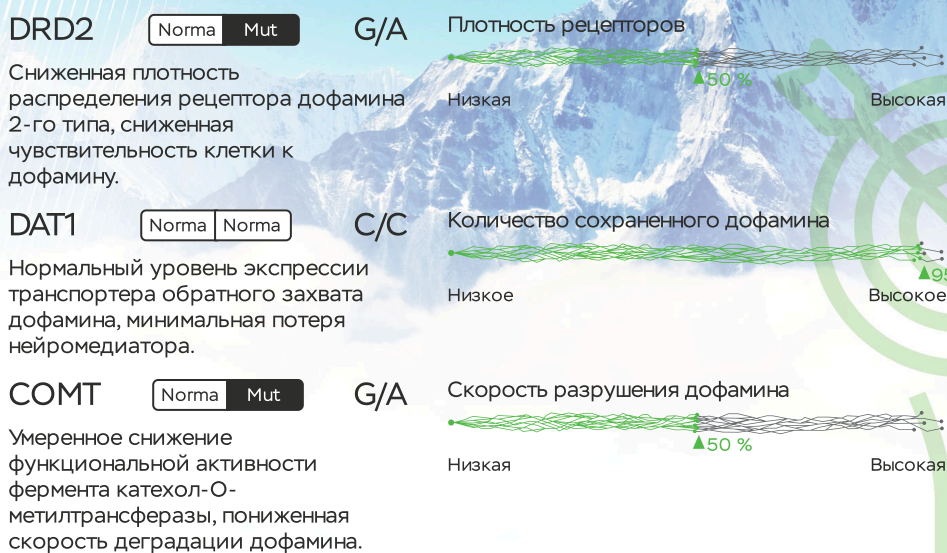 DRD2 Norma Mut G/A
Сниженная плотность
распределения рецептора дофамина
2-го типа, сниженная
чувствительность клетки к
дофамину.
Плотность рецепторов
50 %
Низкая Высокая
DAT1 Norma Norma C/C
Нормальный уровень экспрессии
транспортера обратного захвата
дофамина, минимальная потеря
нейромедиатора.
Количество сохраненного дофамина
Низкое Высокое
COMT Norma Mut G/A
Умеренное снижение
функциональной активности
фермента катехол-О-
метилтрансферазы, пониженная
скорость деградации дофамина.
Скорость разрушения дофамина
50 %
Низкая Высокая